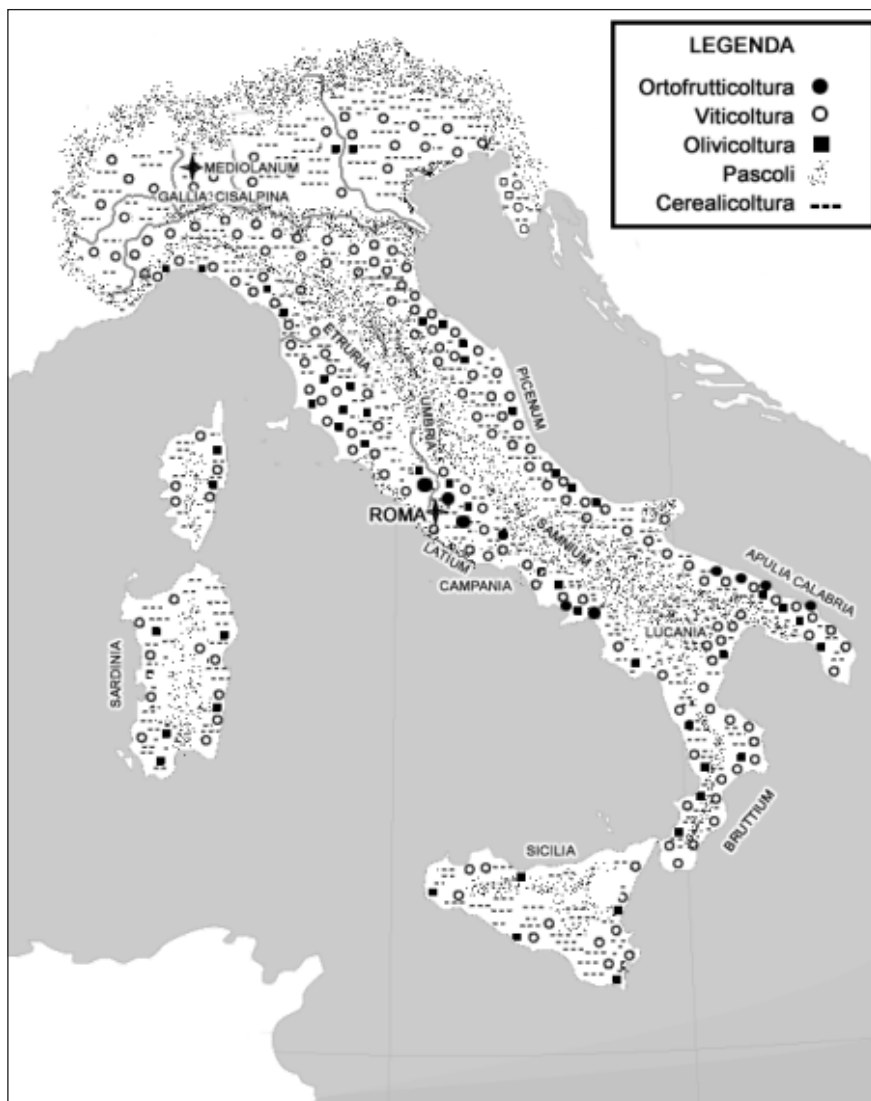 LEGENDA
Ortofrutticoltura
Viticoltura
Olivicoltura
Pascoli
Cerealicoltura
MEDIOLANUM
GALLIA CISALPINA
ETRURIA
UMBRIA
PICENUM
ROMA
LATIUM
SAMNIUM
CAMPANIA
APULIA CALABRIA
LUCANIA
SARDINIA
BRUTTIUM
SICILIA